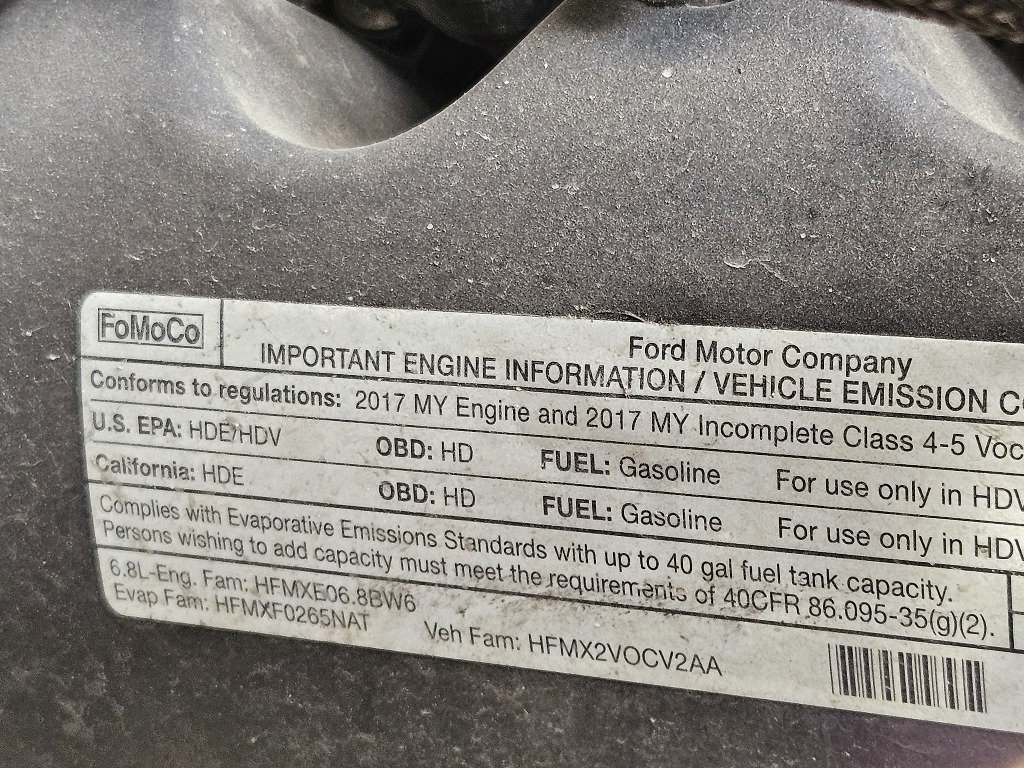 FoMoCo
Ford Motor Company
IMPORTANT ENGINE INFORMATION / VEHICLE EMISSION
Conforms to regulations: 2017 MY Engine and 2017 MY Incomplete Class 4-5 Voc
U.S. EPA: HDE/HDV OBD: HD FUEL: Gasoline For use only in HDV
California: HDE OBD: HD FUEL: Gasoline For use only in HDV
Complies with Evaporative Emissions Standards with up to 40 gal fuel tank capacity.
Persons wishing to add capacity must meet the requirements of 40CFR 86.095-35(g)(2).
6.8L-Eng. Fam: HFMXE06.8BW6
Evap Fam: HFMXF0265NAT Veh Fam: HFMX2VOCV2AA